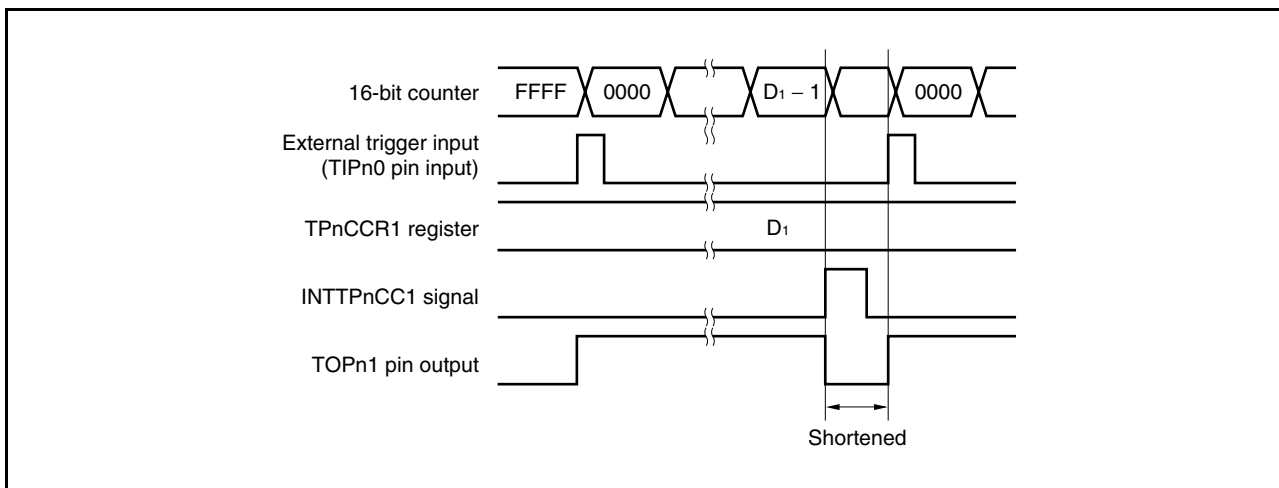 16-bit counter FFFF 0000 D₁ – 1 0000
External trigger input
(TIPn0 pin input)
TPnCCR1 register D₁
INTTPnCC1 signal
TOPn1 pin output
Shortened